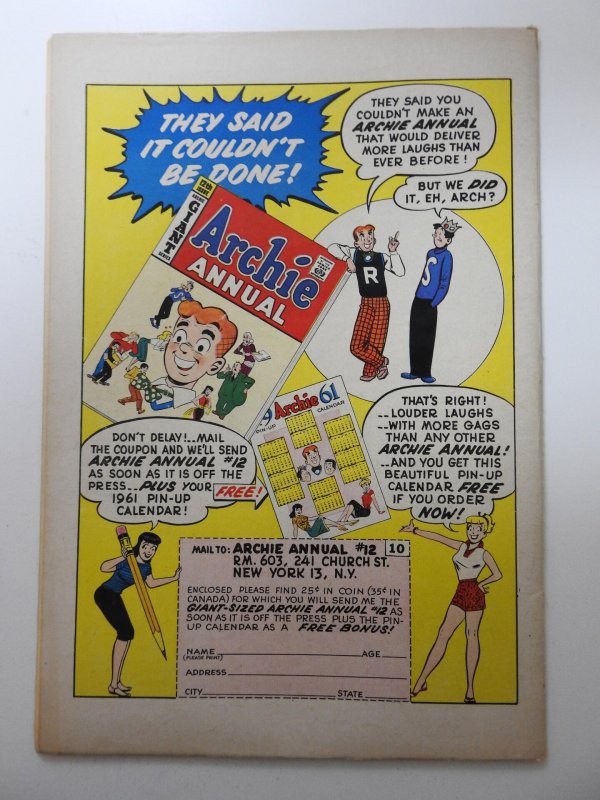 THEY SAID
IT COULDN'T
BE DONE!
THEY SAID YOU
COULDN'T MAKE AN
ARCHIE ANNUAL
THAT WOULD DELIVER
MORE LAUGHS THAN
EVER BEFORE!
BUT WE DID
IT, EH, ARCH?
12th
ISSUE
ARCHIE
GIANT
SERIES
Archie
ANNUAL
R
S
19 Archie 61
PIN-UP CALENDAR
DON'T DELAY!..MAIL
THE COUPON AND WE'LL SEND
ARCHIE ANNUAL #12
AS SOON AS IT IS OFF THE
PRESS...PLUS YOUR FREE!
1961 PIN-UP
CALENDAR!
THAT'S RIGHT!
..LOUDER LAUGHS
..WITH MORE GAGS
THAN ANY OTHER
ARCHIE ANNUAL!
..AND YOU GET THIS
BEAUTIFUL PIN-UP
CALENDAR FREE
IF YOU ORDER
NOW!
MAIL TO: ARCHIE ANNUAL #12 10
RM. 603, 241 CHURCH ST.
NEW YORK 13, N.Y.
ENCLOSED PLEASE FIND 25¢ IN COIN (35¢ IN
CANADA) FOR WHICH YOU WILL SEND ME THE
GIANT-SIZED ARCHIE ANNUAL #12 AS
SOON AS IT IS OFF THE PRESS PLUS THE PIN-
UP CALENDAR AS A FREE BONUS!
NAME AGE
(PLEASE PRINT)
ADDRESS
CITY STATE